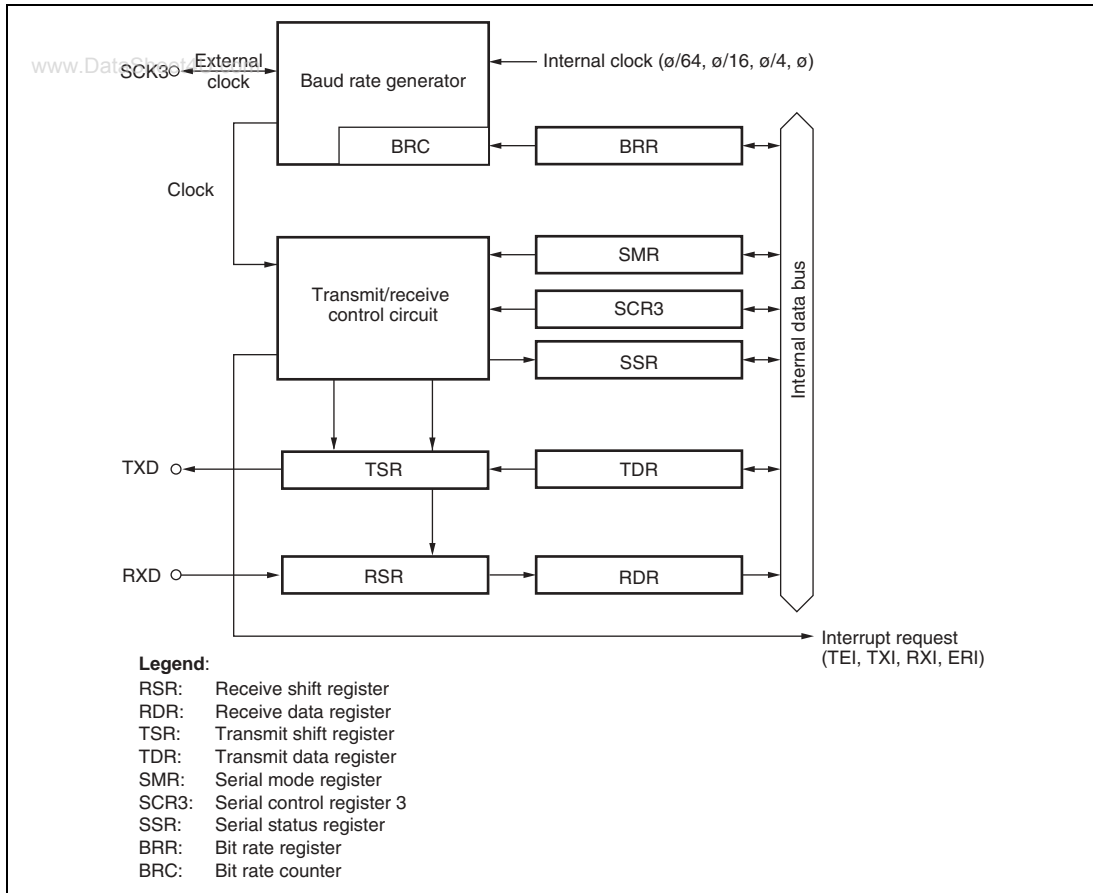 www.DataSheet4U.com
SCK3
External
clock
Baud rate generator
Internal clock (ø/64, ø/16, ø/4, ø)
BRC
BRR
Clock
Transmit/receive
control circuit
SMR
SCR3
SSR
Internal data bus
TXD
TSR
TDR
RXD
RSR
RDR
Interrupt request
(TEI, TXI, RXI, ERI)
Legend:
RSR: Receive shift register
RDR: Receive data register
TSR: Transmit shift register
TDR: Transmit data register
SMR: Serial mode register
SCR3: Serial control register 3
SSR: Serial status register
BRR: Bit rate register
BRC: Bit rate counter